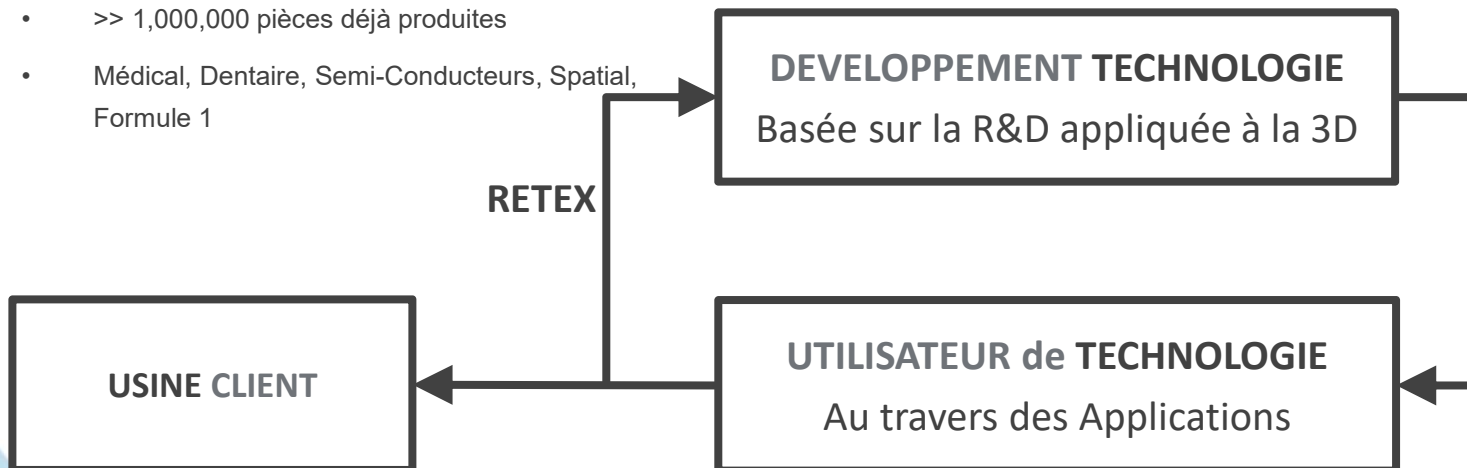 • >> 1,000,000 pièces déjà produites
• Médical, Dentaire, Semi-Conducteurs, Spatial,
Formule 1
DEVELOPPEMENT TECHNOLOGIE
Basée sur la R&D appliquée à la 3D
RETEX
USINE CLIENT
UTILISATEUR de TECHNOLOGIE
Au travers des Applications